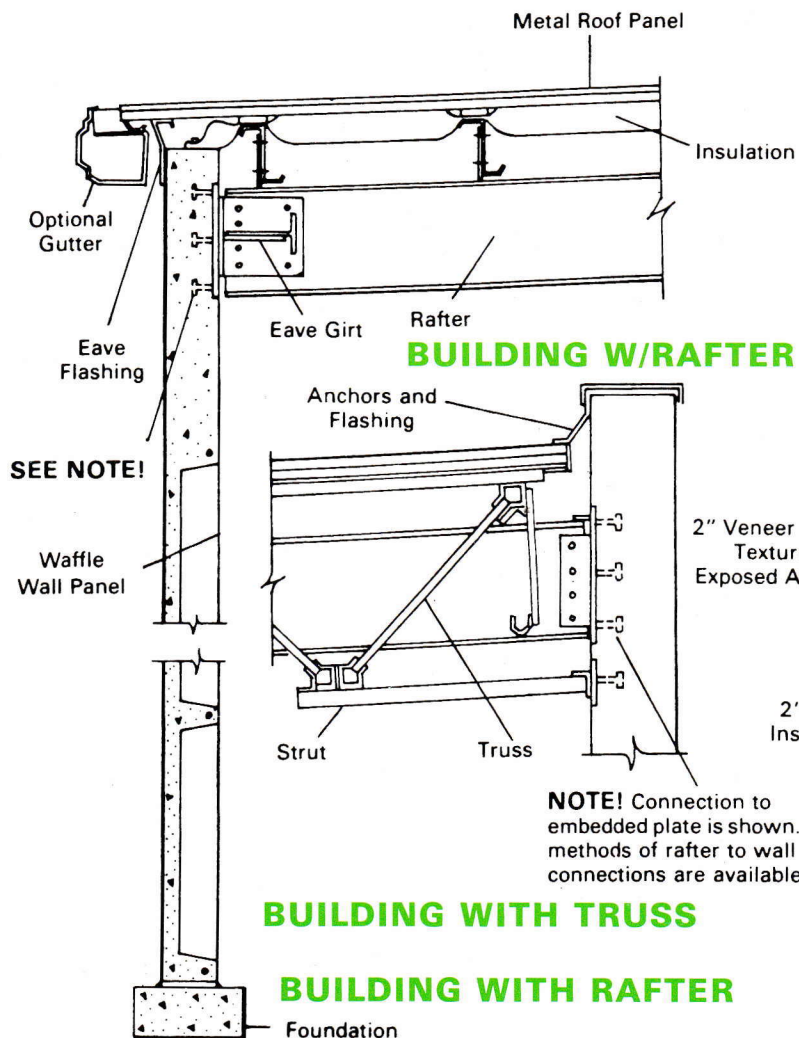 Metal Roof Panel
Insulation
Optional
Gutter
Eave
Flashing
Eave Girt
Rafter
BUILDING W/RAFTER
Anchors and
Flashing
SEE NOTE!
2" Veneer
Textur
Exposed A
Waffle
Wall Panel
2"
Ins
Strut
Truss
NOTE! Connection to
embedded plate is shown.
methods of rafter to wall
connections are available
BUILDING WITH TRUSS
BUILDING WITH RAFTER
Foundation